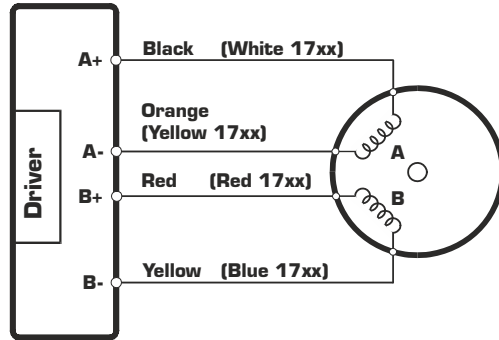 A+
Black (White 17xx)
Orange
(Yellow 17xx)
A-
A
Driver
B+
Red (Red 17xx)
B
B-
Yellow (Blue 17xx)